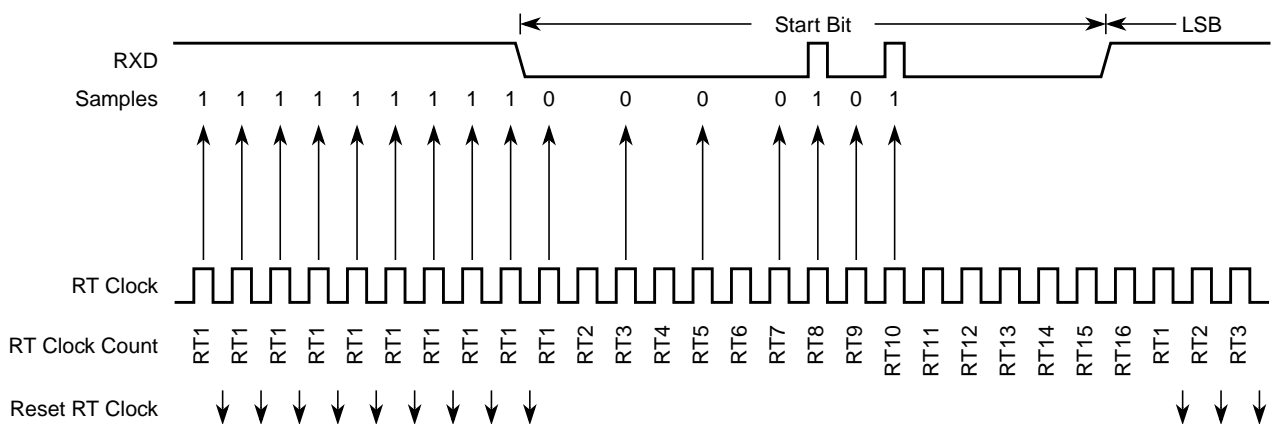 Start Bit LSB
RXD
Samples 1 1 1 1 1 1 1 1 1 0 0 0 0 1 0 1
RT Clock
RT Clock Count RT1 RT1 RT1 RT1 RT1 RT1 RT1 RT1 RT1 RT1 RT2 RT3 RT4 RT5 RT6 RT7 RT8 RT9 RT10 RT11 RT12 RT13 RT14 RT15 RT16 RT1 RT2 RT3
Reset RT Clock